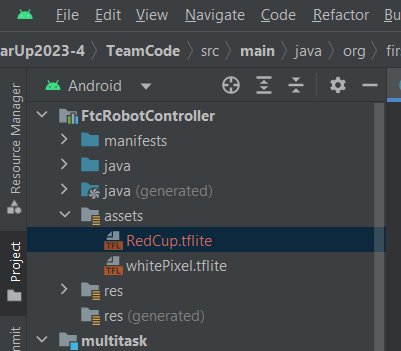 File Edit View Navigate Code Refactor
arUp2023-4 TeamCode src main java org fir
Android
Resource Manager
FtcRobotController
manifests
java
java (generated)
assets
TFL RedCup.tflite
TFL whitePixel.tflite
Project
res
res (generated)
mmit
multitask